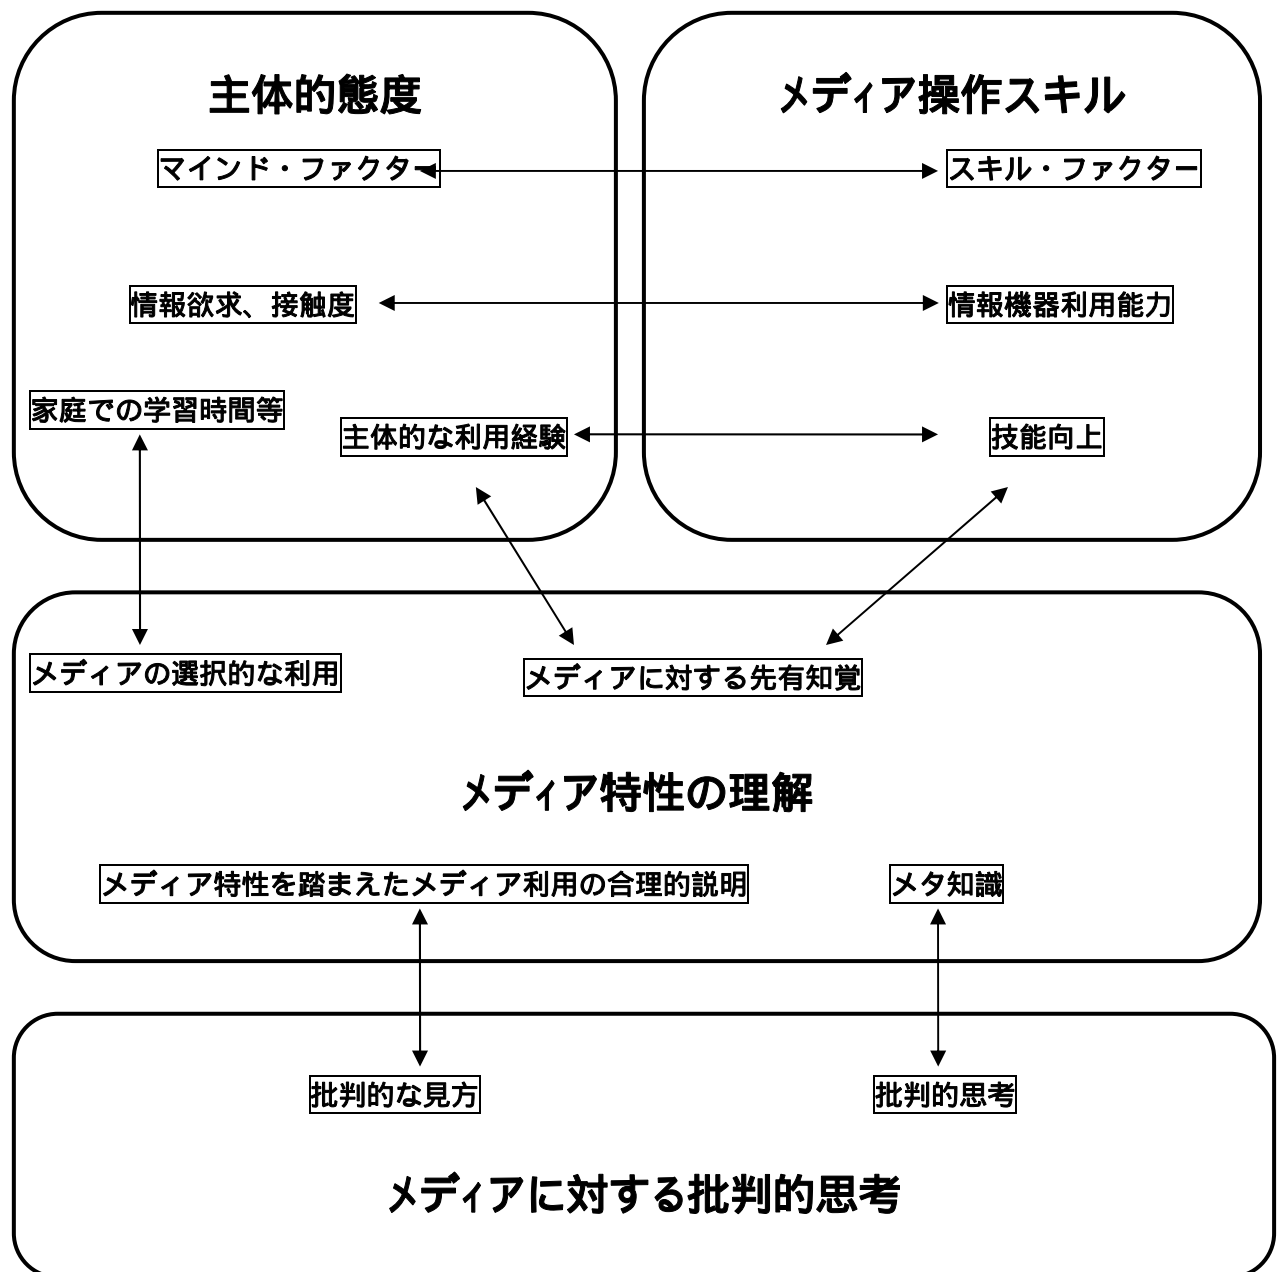 主体的態度
メディア操作スキル
マインド・ファクター
スキル・ファクター
情報欲求、接触度
情報機器利用能力
家庭での学習時間等
主体的な利用経験
技能向上
メディアの選択的な利用
メディアに対する先有知覚
メディア特性の理解
メディア特性を踏まえたメディア利用の合理的説明
メタ知識
批判的な見方
批判的思考
メディアに対する批判的思考